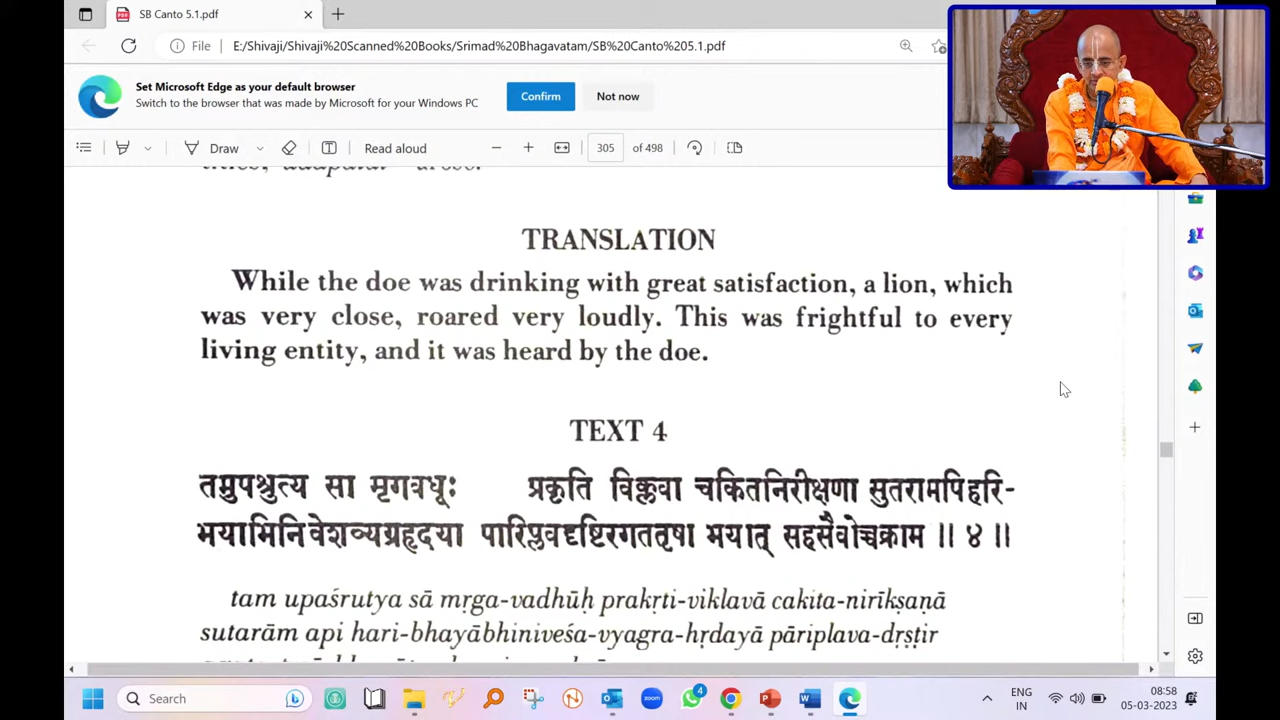 SB Canto 5.1.pdf
File E:/Shivaji/Shivaji%20Scanned%20Books/Srimad%20Bhagavatam/SB%20Canto%205.1.pdf
Set Microsoft Edge as your default browser
Switch to the browser that was made by Microsoft for your Windows PC
Confirm
Not now
Draw
Read aloud
305 of 498
TRANSLATION
While the doe was drinking with great satisfaction, a lion, which
was very close, roared very loudly. This was frightful to every
living entity, and it was heard by the doe.
TEXT 4
तमुपश्रुत्य सा मृगवधूः प्रकृति विक्लवा चकितनिरीक्षणा सुतरामपि हरि-
भयाभिनिवेशव्यग्रहृदया पारिप्लवदृष्टिरगततृषा भयात् सहसैवोच्चक्राम ॥ ४ ॥
tam upaśrutya sā mṛga-vadhūḥ prakṛti-viklavā cakita-nirīkṣaṇā
sutarām api hari-bhayābhiniveśa-vyagra-hṛdayā pāriplava-dṛṣṭir
Search
4
zoom
ENG
IN
08:58
05-03-2023